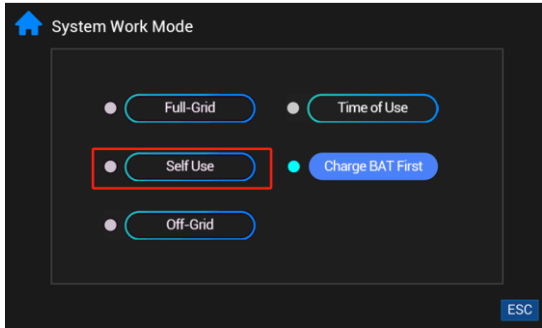 System Work Mode
Full-Grid
Time of Use
Self Use
Charge BAT First
Off-Grid
ESC